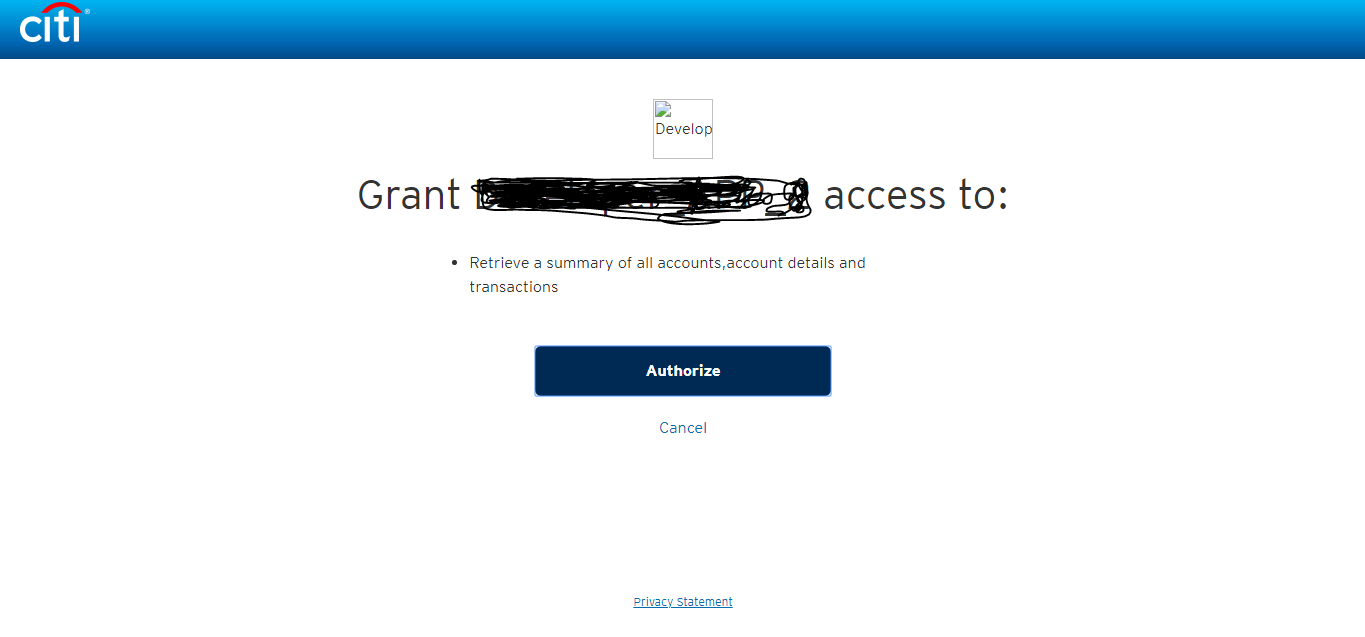 citi®
Develop
Grant access to:
Retrieve a summary of all accounts,account details and
transactions
Authorize
Cancel
Privacy Statement